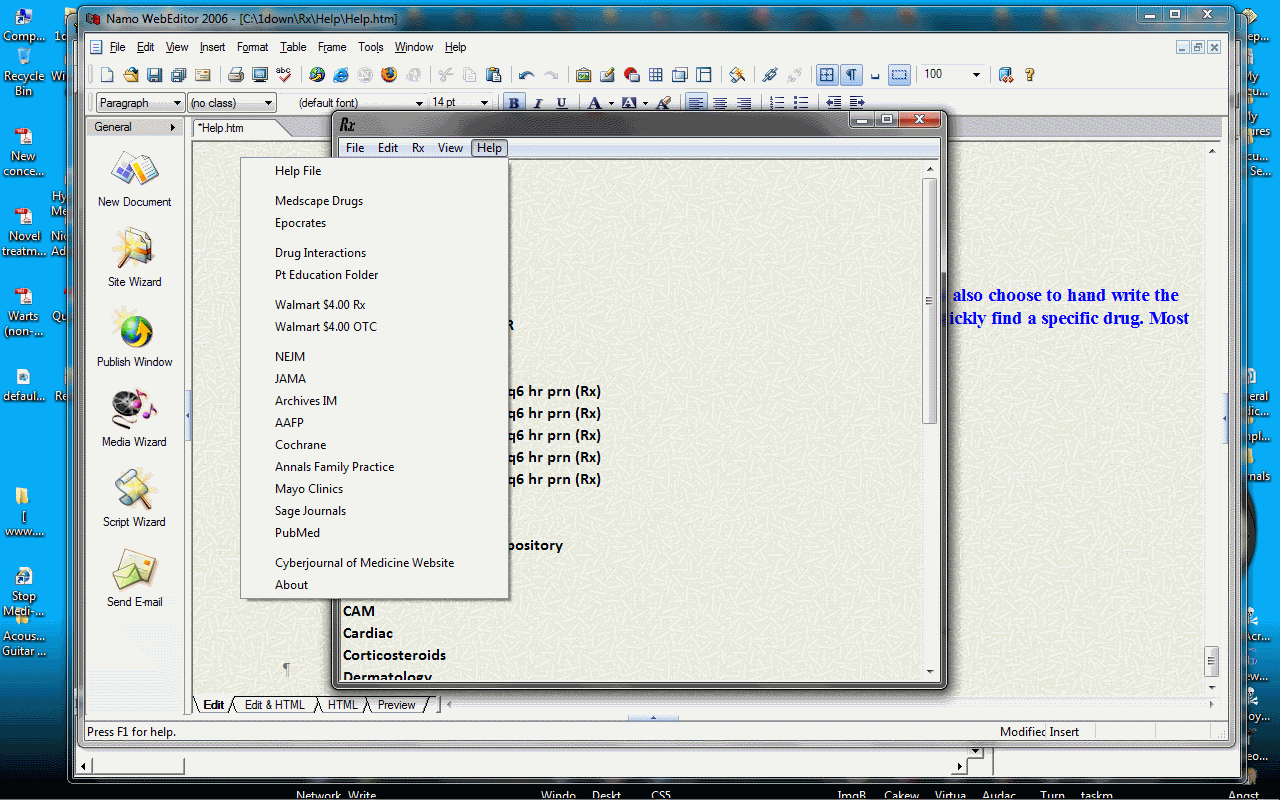 Comp...
Recycle
Bin
New
conce...
Novel
treatm...
Warts
(non-...
defaul...
Stop
Medi-...
Acous...
Guitar ...
[
www....
Namo WebEditor 2006 - [C:\1down\Rx\Help\Help.htm]
File Edit View Insert Format Table Frame Tools Window Help
100
Paragraph (no class) (default font) 14 pt B I U A A
General
*Help.htm
New Document
Site Wizard
Publish Window
Media Wizard
Script Wizard
Send E-mail
Rx
File Edit Rx View Help
Help File
Medscape Drugs
Epocrates
Drug Interactions
Pt Education Folder
Walmart $4.00 Rx
Walmart $4.00 OTC
NEJM
JAMA
Archives IM
AAFP
Cochrane
Annals Family Practice
Mayo Clinics
Sage Journals
PubMed
Cyberjournal of Medicine Website
About
R
q6 hr prn (Rx)
q6 hr prn (Rx)
q6 hr prn (Rx)
q6 hr prn (Rx)
q6 hr prn (Rx)
pository
CAM
Cardiac
Corticosteroids
Dermatology
also choose to hand write the
ickly find a specific drug. Most
¶
Edit Edit & HTML HTML Preview
Press F1 for help.
Modified Insert
Network Write Windo Deskt CS5 ImgB Cakew Virtua Audac Turn taskm Angst